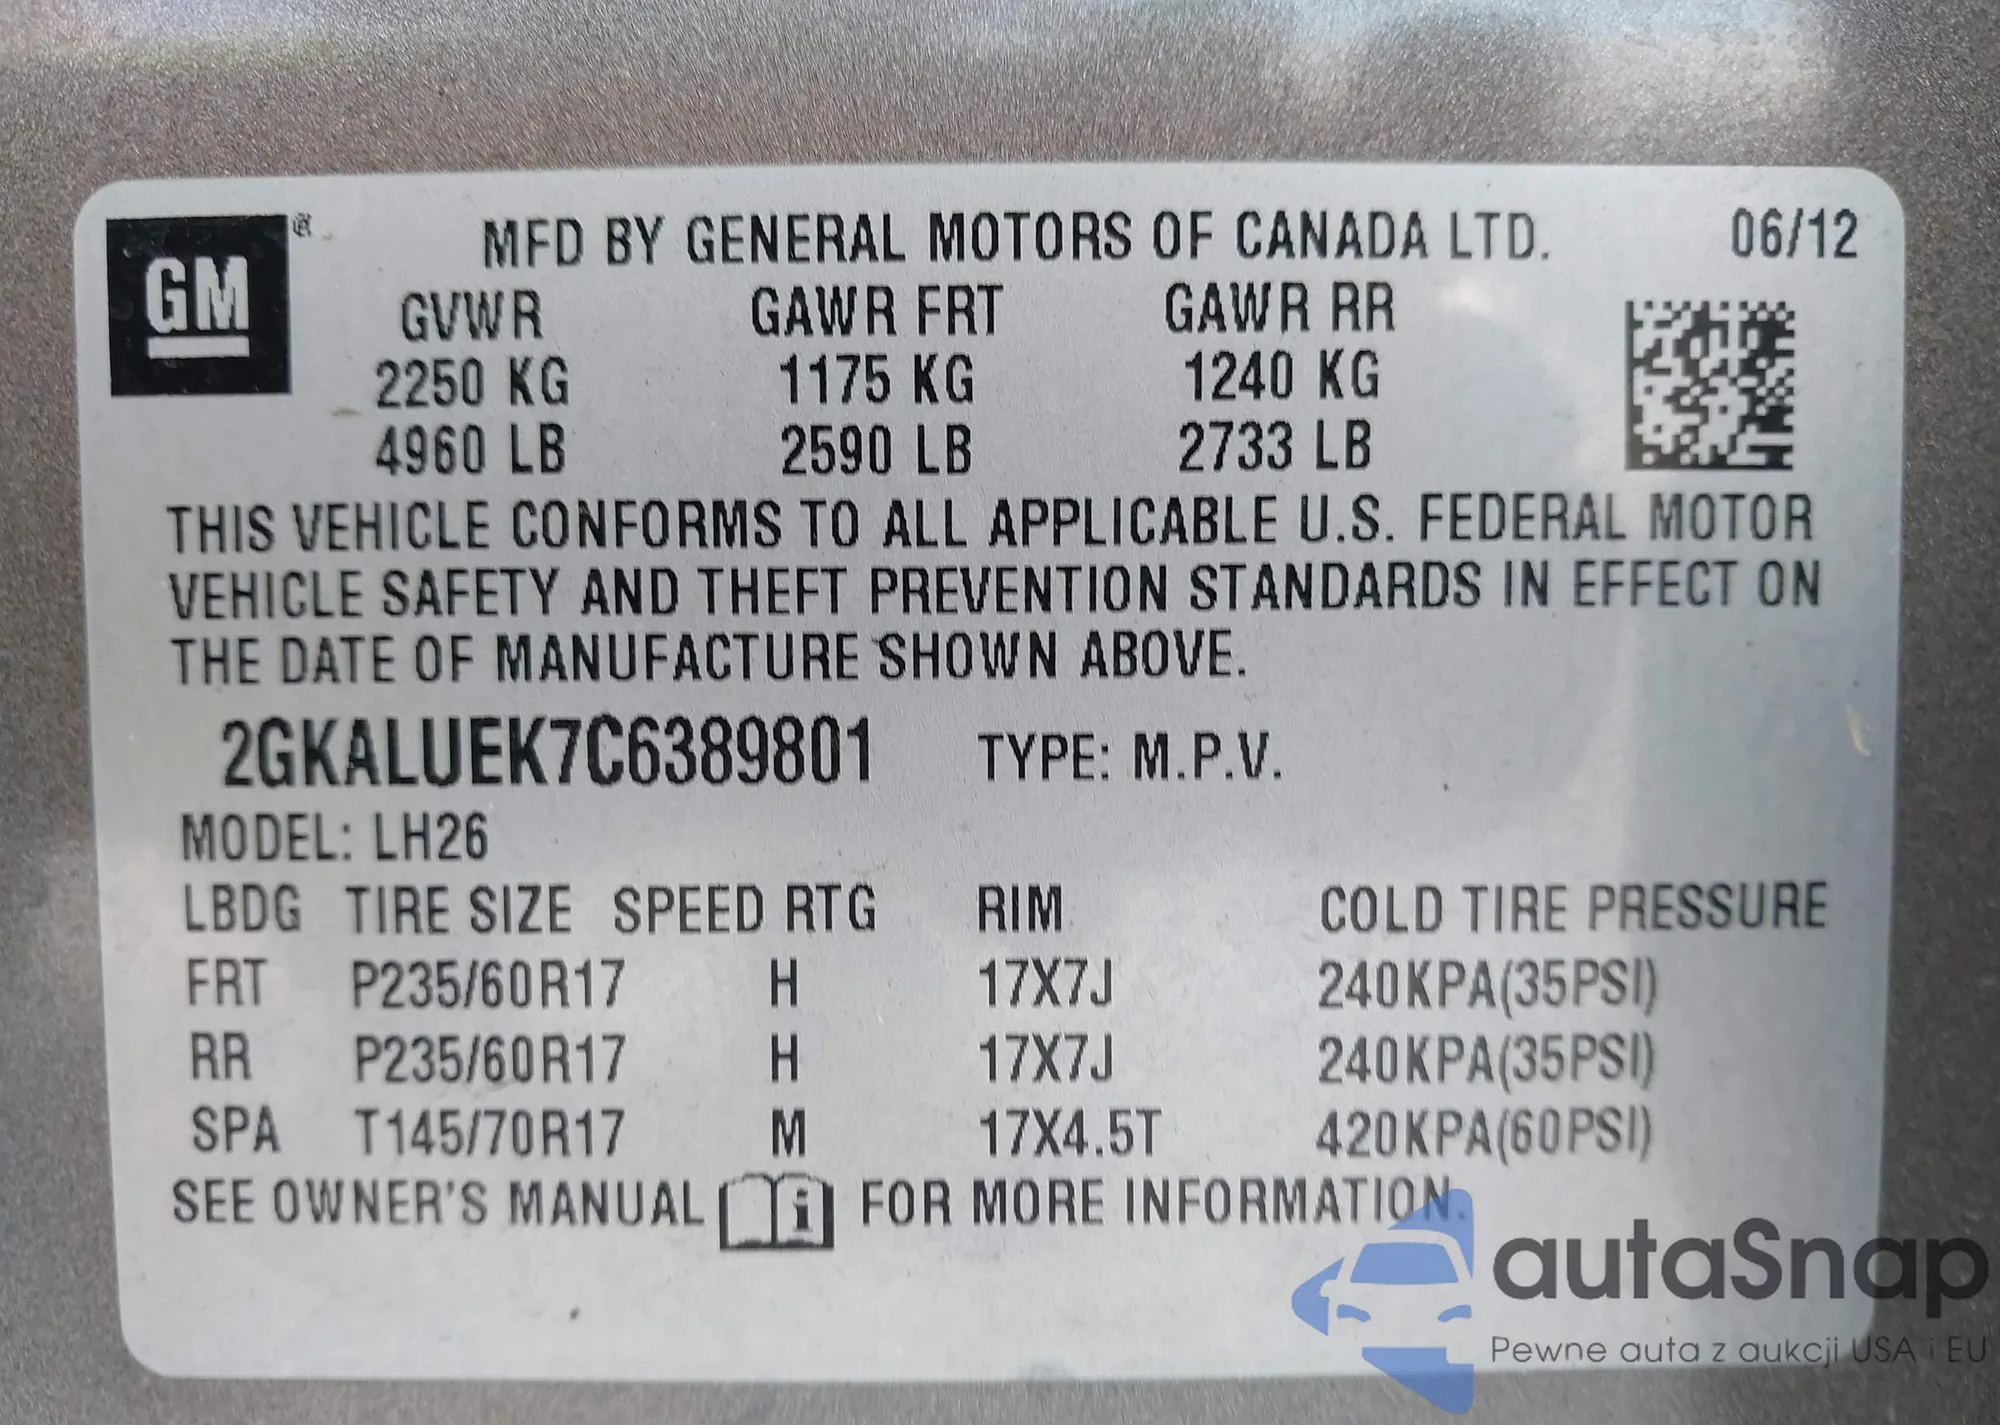 GM
MFD BY GENERAL MOTORS OF CANADA LTD. 06/12
GVWR GAWR FRT GAWR RR
2250 KG 1175 KG 1240 KG
4960 LB 2590 LB 2733 LB
THIS VEHICLE CONFORMS TO ALL APPLICABLE U.S. FEDERAL MOTOR
VEHICLE SAFETY AND THEFT PREVENTION STANDARDS IN EFFECT ON
THE DATE OF MANUFACTURE SHOWN ABOVE.
2GKALUEK7C6389801 TYPE: M.P.V.
MODEL: LH26
LBDG TIRE SIZE SPEED RTG RIM COLD TIRE PRESSURE
FRT P235/60R17 H 17X7J 240KPA(35PSI)
RR P235/60R17 H 17X7J 240KPA(35PSI)
SPA T145/70R17 M 17X4.5T 420KPA(60PSI)
SEE OWNER'S MANUAL i FOR MORE INFORMATION.
autaSnap
Pewne auta z aukcji USA i EU